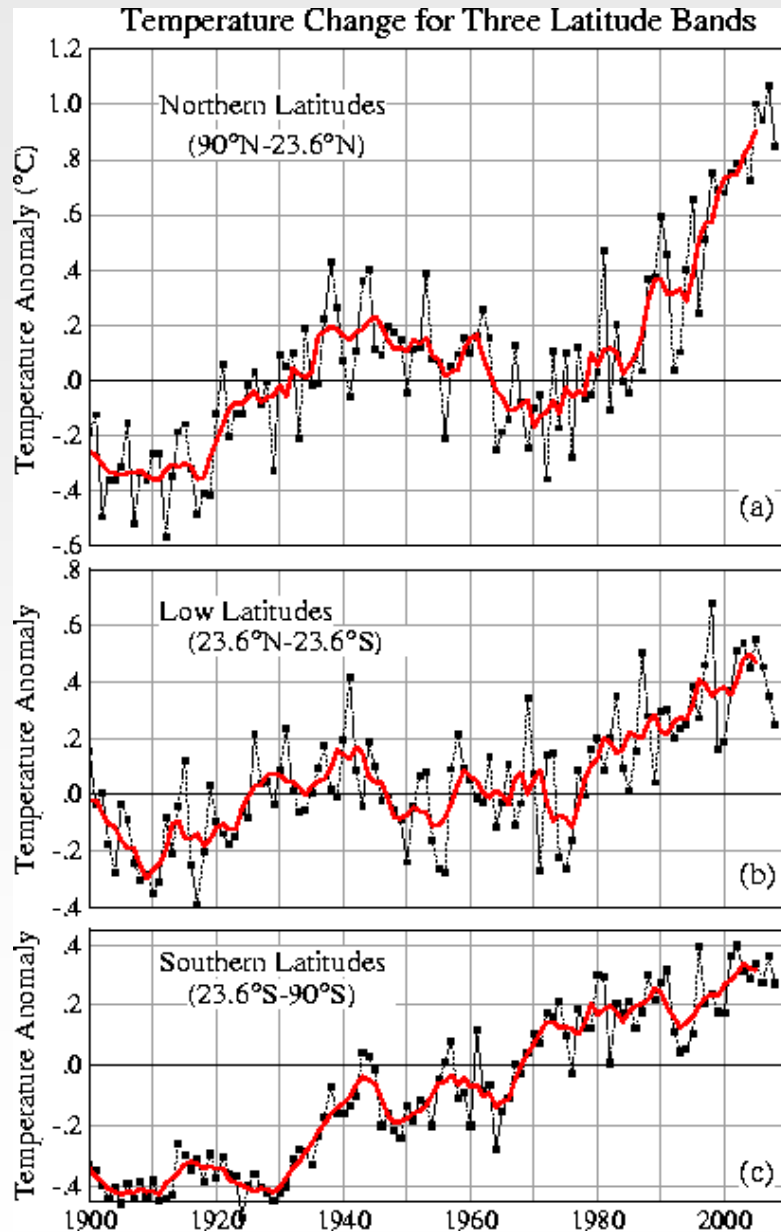 Temperature Change for Three Latitude Bands
Temperature Anomaly (°C)
1.2
1.0
.8
.6
.4
.2
.0
-.2
-.4
-.6
Northern Latitudes
(90°N-23.6°N)
(a)
Temperature Anomaly
.8
.6
.4
.2
.0
-.2
-.4
Low Latitudes
(23.6°N-23.6°S)
(b)
Temperature Anomaly
.4
.2
.0
-.2
-.4
Southern Latitudes
(23.6°S-90°S)
(c)
1900 1920 1940 1960 1980 2000